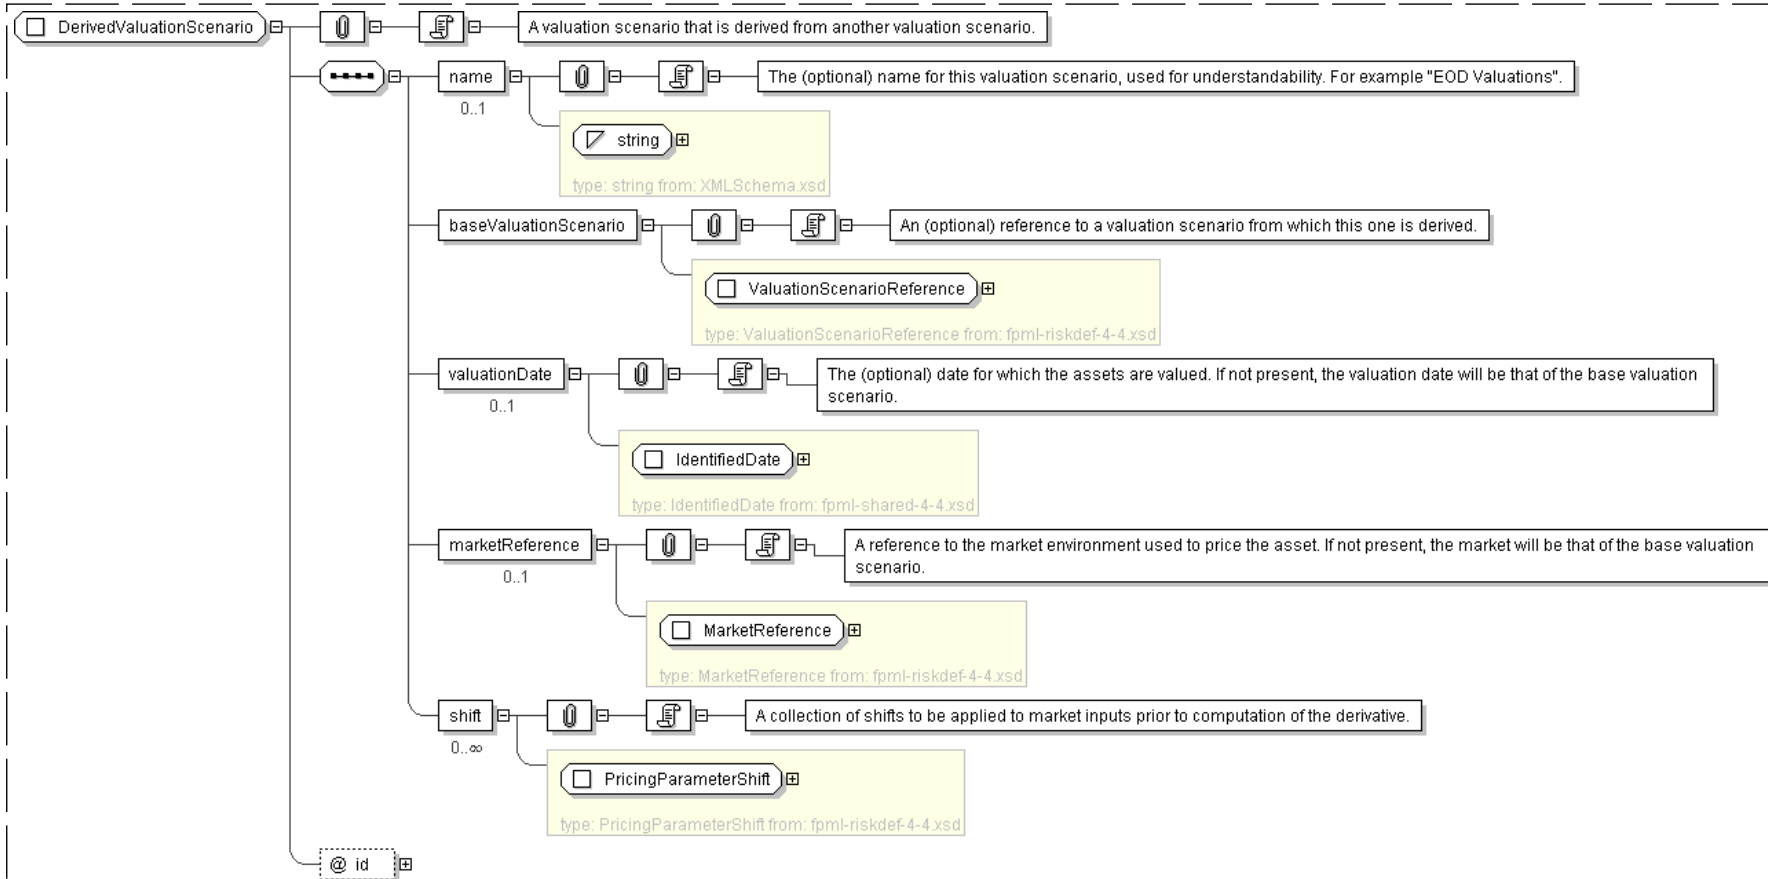 DerivedValuationScenario
A valuation scenario that is derived from another valuation scenario.
name
The (optional) name for this valuation scenario, used for understandability. For example "EOD Valuations".
0..1
string
type: string from: XMLSchema.xsd
baseValuationScenario
An (optional) reference to a valuation scenario from which this one is derived.
ValuationScenarioReference
type: ValuationScenarioReference from: fpml-riskdef-4-4.xsd
valuationDate
The (optional) date for which the assets are valued. If not present, the valuation date will be that of the base valuation
scenario.
0..1
IdentifiedDate
type: IdentifiedDate from: fpml-shared-4-4.xsd
marketReference
A reference to the market environment used to price the asset. If not present, the market will be that of the base valuation
scenario.
0..1
MarketReference
type: MarketReference from: fpml-riskdef-4-4.xsd
shift
A collection of shifts to be applied to market inputs prior to computation of the derivative.
0..∞
PricingParameterShift
type: PricingParameterShift from: fpml-riskdef-4-4.xsd
@ id